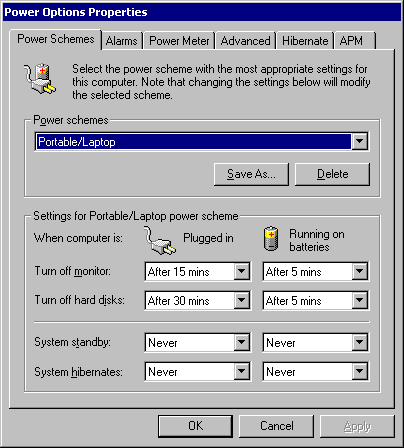 Power Options Properties
Power Schemes Alarms Power Meter Advanced Hibernate APM
Select the power scheme with the most appropriate settings for
this computer. Note that changing the settings below will modify
the selected scheme.
Power schemes
Portable/Laptop
Save As... Delete
Settings for Portable/Laptop power scheme
When computer is: Plugged in Running on
batteries
Turn off monitor: After 15 mins After 5 mins
Turn off hard disks: After 30 mins After 5 mins
System standby: Never Never
System hibernates: Never Never
OK Cancel Apply